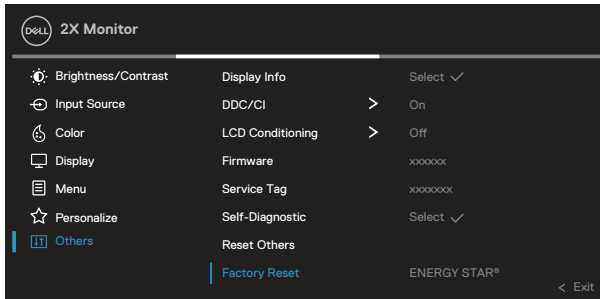 DELL 2X Monitor
Brightness/Contrast Display Info Select ✓
Input Source DDC/CI > On
Color LCD Conditioning > Off
Display Firmware xxxxxx
Menu Service Tag xxxxxxx
Personalize Self-Diagnostic Select ✓
Others Reset Others
Factory Reset ENERGY STAR®
< Exit